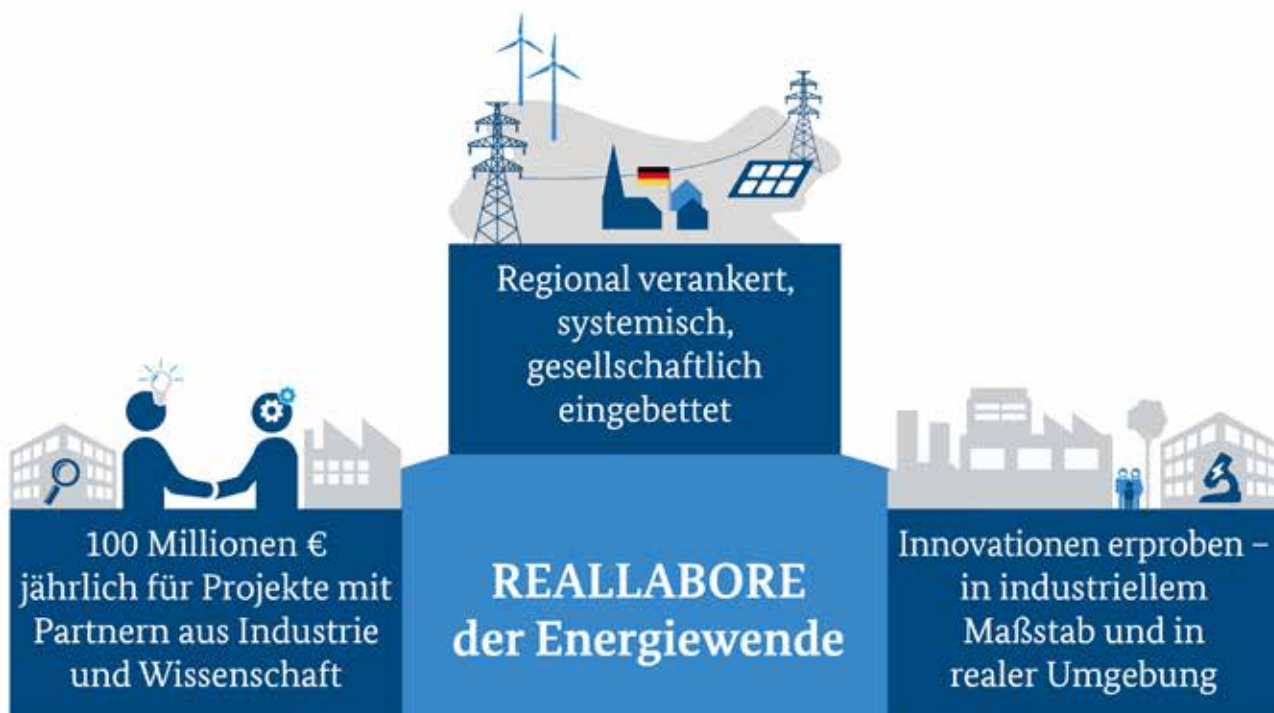 Regional verankert,
systemisch,
gesellschaftlich
eingebettet
100 Millionen €
jährlich für Projekte mit
Partnern aus Industrie
und Wissenschaft
REALLABORE
der Energiewende
Innovationen erproben –
in industriellem
Maßstab und in
realer Umgebung